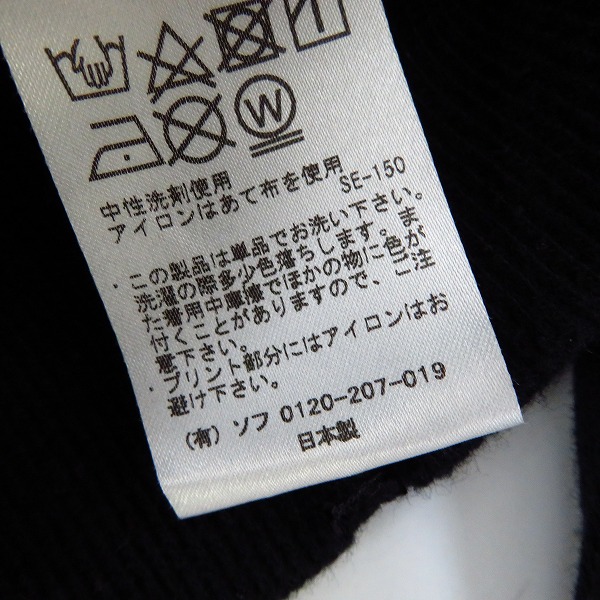 W
中性洗剤使用
アイロンはあて布を使用 SE-150
・この製品は単品でお洗い下さい。
洗濯の際多少色落ちします。ま
た着用中摩擦でほかの物に色が
付くことがありますので、ご注
意下さい。
・プリント部分にはアイロンはお
避け下さい。
(有) ソフ 0120-207-019
日本製